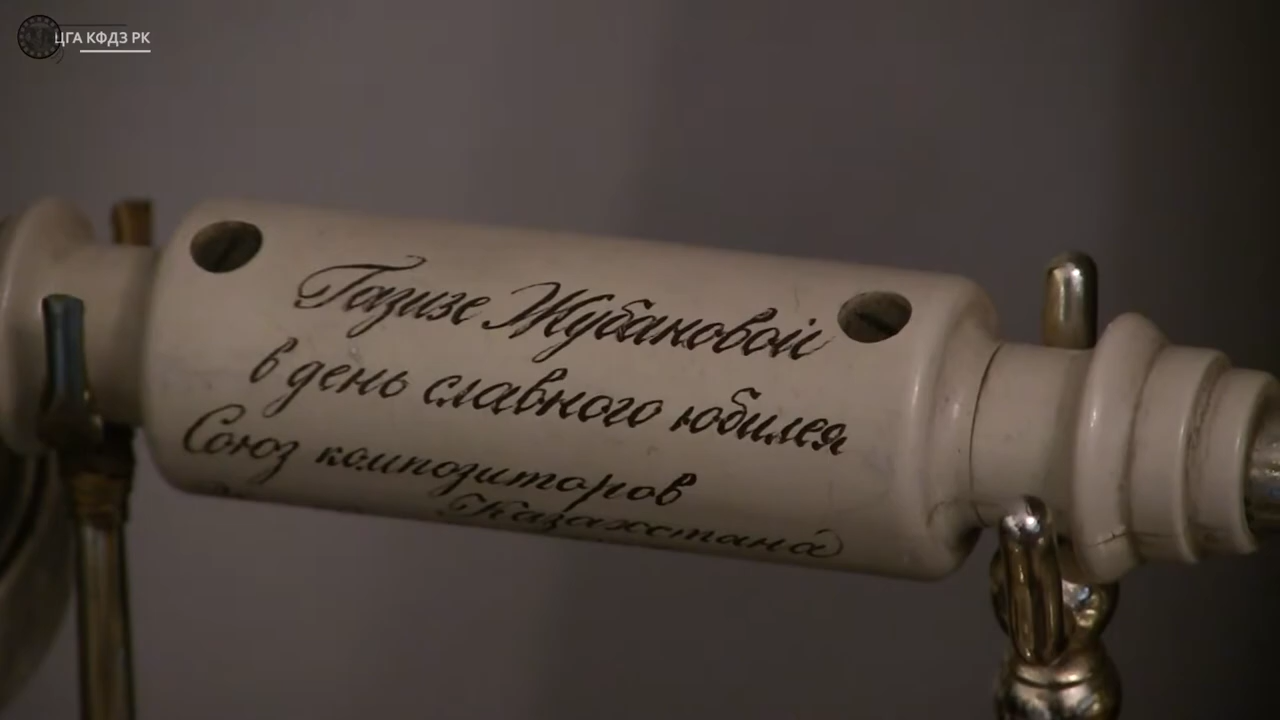 ЦГА КФДЗ РК
Газизе Жубановой
в день славного юбилея
Союз композиторов
Казахстана